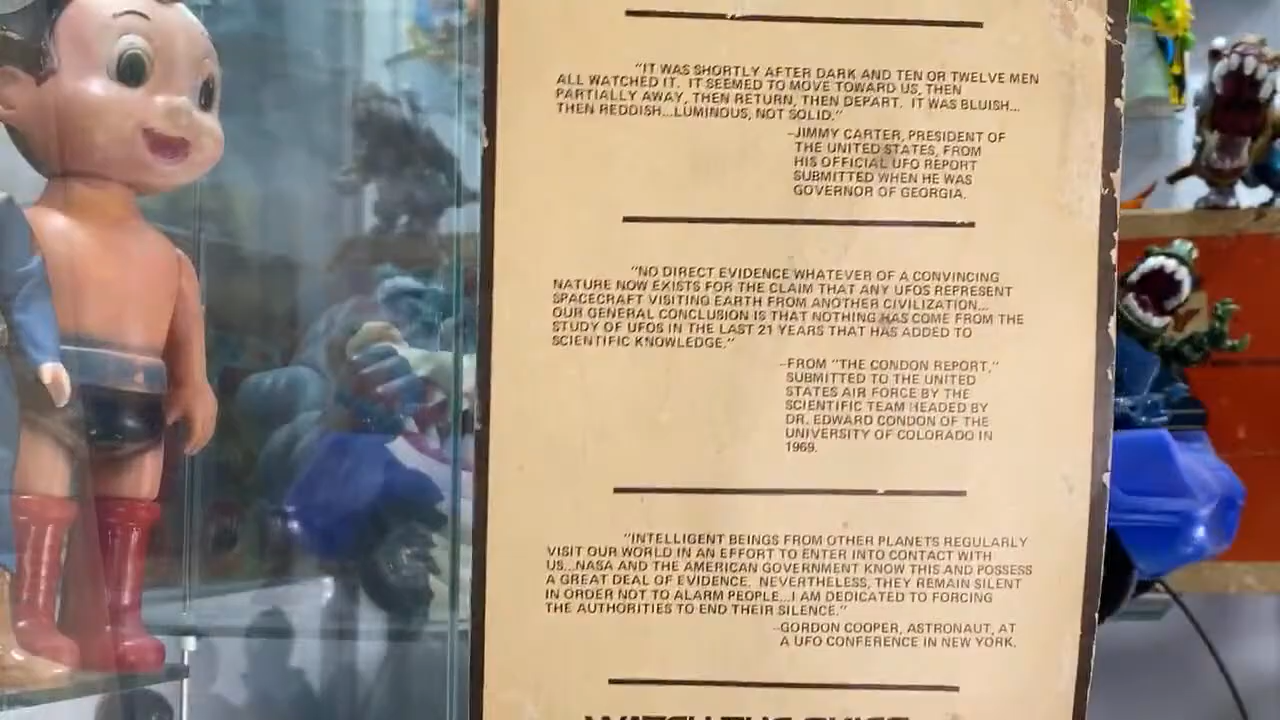 "IT WAS SHORTLY AFTER DARK AND TEN OR TWELVE MEN
ALL WATCHED IT. IT SEEMED TO MOVE TOWARD US, THEN
PARTIALLY AWAY, THEN RETURN, THEN DEPART. IT WAS BLUISH...
THEN REDDISH...LUMINOUS, NOT SOLID."
–JIMMY CARTER, PRESIDENT OF
THE UNITED STATES, FROM
HIS OFFICIAL UFO REPORT
SUBMITTED WHEN HE WAS
GOVERNOR OF GEORGIA.
"NO DIRECT EVIDENCE WHATEVER OF A CONVINCING
NATURE NOW EXISTS FOR THE CLAIM THAT ANY UFOS REPRESENT
SPACECRAFT VISITING EARTH FROM ANOTHER CIVILIZATION...
OUR GENERAL CONCLUSION IS THAT NOTHING HAS COME FROM THE
STUDY OF UFOS IN THE LAST 21 YEARS THAT HAS ADDED TO
SCIENTIFIC KNOWLEDGE."
–FROM "THE CONDON REPORT,"
SUBMITTED TO THE UNITED
STATES AIR FORCE BY THE
SCIENTIFIC TEAM HEADED BY
DR. EDWARD CONDON OF THE
UNIVERSITY OF COLORADO IN
1969.
"INTELLIGENT BEINGS FROM OTHER PLANETS REGULARLY
VISIT OUR WORLD IN AN EFFORT TO ENTER INTO CONTACT WITH
US...NASA AND THE AMERICAN GOVERNMENT KNOW THIS AND POSSESS
A GREAT DEAL OF EVIDENCE. NEVERTHELESS, THEY REMAIN SILENT
IN ORDER NOT TO ALARM PEOPLE...I AM DEDICATED TO FORCING
THE AUTHORITIES TO END THEIR SILENCE."
–GORDON COOPER, ASTRONAUT, AT
A UFO CONFERENCE IN NEW YORK.
WATCH THE SKIES